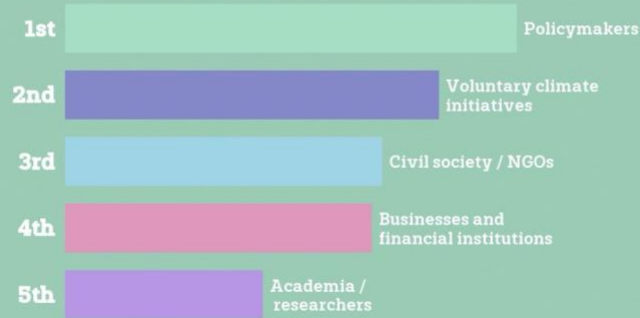 1st
Policymakers
2nd
Voluntary climate
initiatives
3rd
Civil society / NGOs
4th
Businesses and
financial institutions
5th
Academia /
researchers